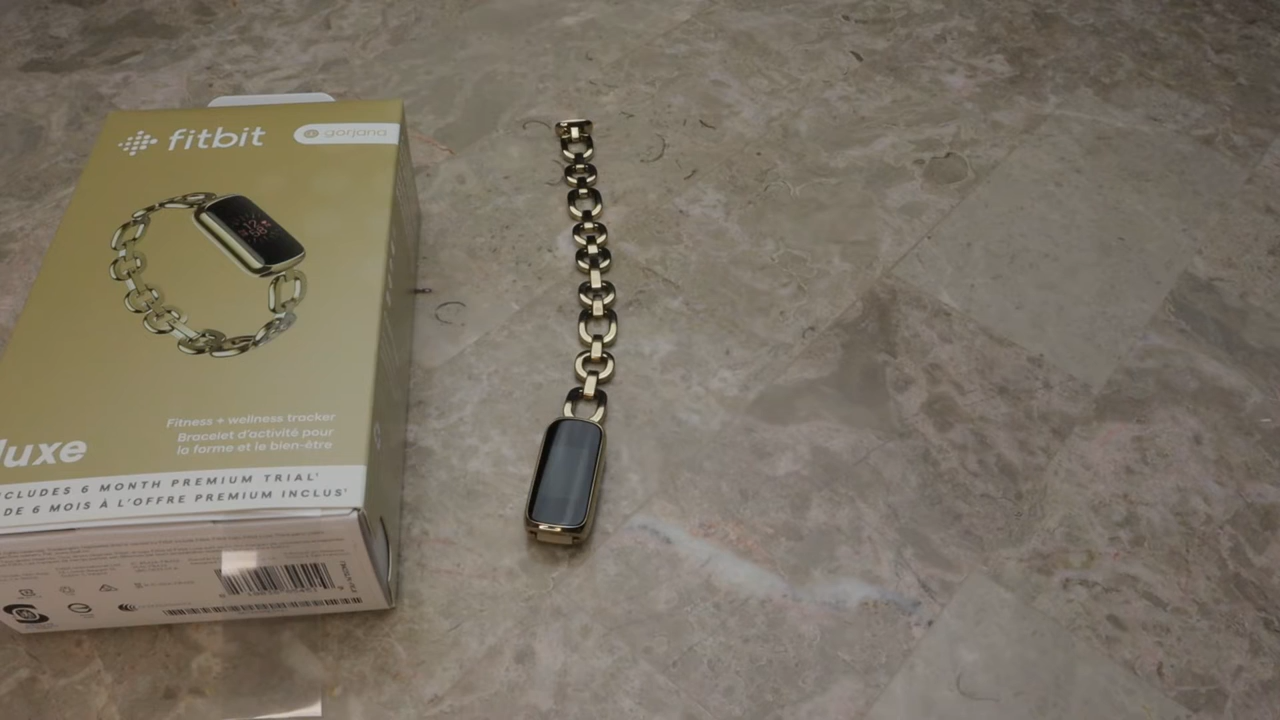 fitbit
gorjana
Fitness + wellness tracker
Bracelet d'activité pour
la forme et le bien-être
luxe
CLUDES 6 MONTH PREMIUM TRIAL¹
DE 6 MOIS À L'OFFRE PREMIUM INCLUS¹